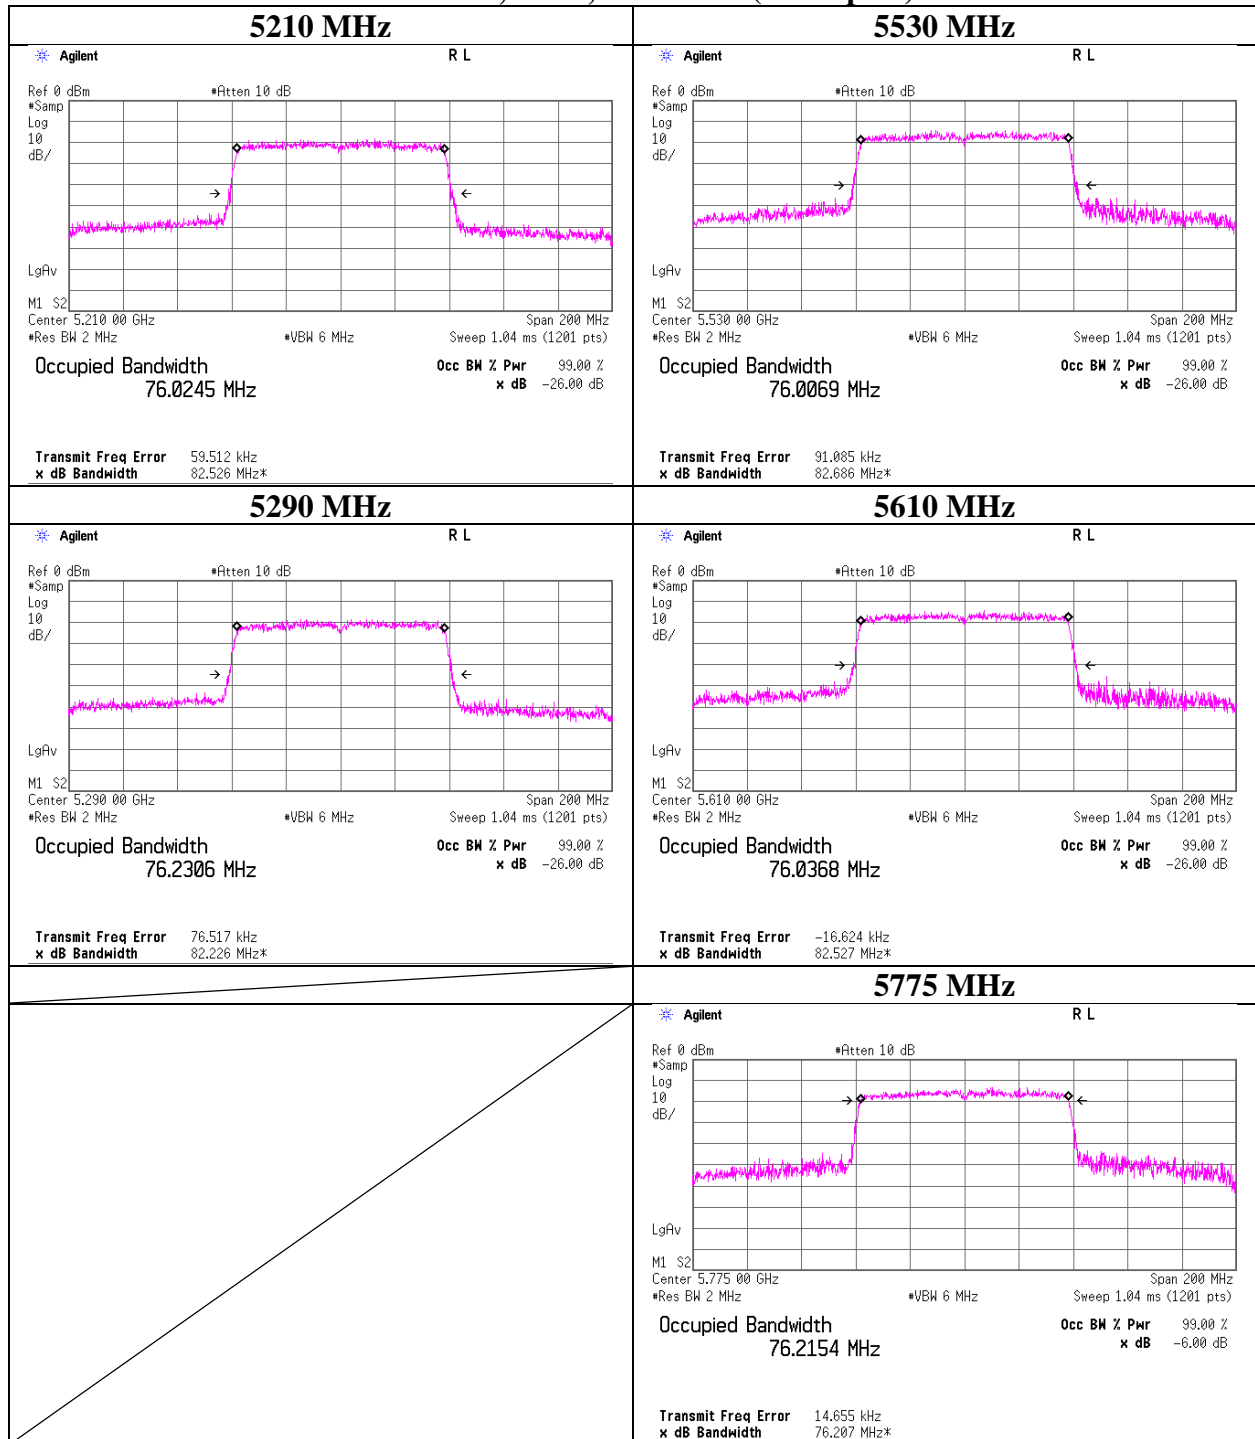 5210 MHz
Agilent R L
Ref 0 dBm #Atten 10 dB
#Samp
Log
10
dB/
LgAv
M1 S2
Center 5.210 00 GHz Span 200 MHz
#Res BW 2 MHz #VBW 6 MHz Sweep 1.04 ms (1201 pts)
Occupied Bandwidth Occ BW % Pwr 99.00 %
76.0245 MHz x dB -26.00 dB
Transmit Freq Error 59.512 kHz
x dB Bandwidth 82.526 MHz*
5530 MHz
Agilent R L
Ref 0 dBm #Atten 10 dB
#Samp
Log
10
dB/
LgAv
M1 S2
Center 5.530 00 GHz Span 200 MHz
#Res BW 2 MHz #VBW 6 MHz Sweep 1.04 ms (1201 pts)
Occupied Bandwidth Occ BW % Pwr 99.00 %
76.0069 MHz x dB -26.00 dB
Transmit Freq Error 91.085 kHz
x dB Bandwidth 82.686 MHz*
5290 MHz
Agilent R L
Ref 0 dBm #Atten 10 dB
#Samp
Log
10
dB/
LgAv
M1 S2
Center 5.290 00 GHz Span 200 MHz
#Res BW 2 MHz #VBW 6 MHz Sweep 1.04 ms (1201 pts)
Occupied Bandwidth Occ BW % Pwr 99.00 %
76.2306 MHz x dB -26.00 dB
Transmit Freq Error 76.517 kHz
x dB Bandwidth 82.226 MHz*
5610 MHz
Agilent R L
Ref 0 dBm #Atten 10 dB
#Samp
Log
10
dB/
LgAv
M1 S2
Center 5.610 00 GHz Span 200 MHz
#Res BW 2 MHz #VBW 6 MHz Sweep 1.04 ms (1201 pts)
Occupied Bandwidth Occ BW % Pwr 99.00 %
76.0368 MHz x dB -26.00 dB
Transmit Freq Error -16.624 kHz
x dB Bandwidth 82.527 MHz*
5775 MHz
Agilent R L
Ref 0 dBm #Atten 10 dB
#Samp
Log
10
dB/
LgAv
M1 S2
Center 5.775 00 GHz Span 200 MHz
#Res BW 2 MHz #VBW 6 MHz Sweep 1.04 ms (1201 pts)
Occupied Bandwidth Occ BW % Pwr 99.00 %
76.2154 MHz x dB -6.00 dB
Transmit Freq Error 14.655 kHz
x dB Bandwidth 76.207 MHz*